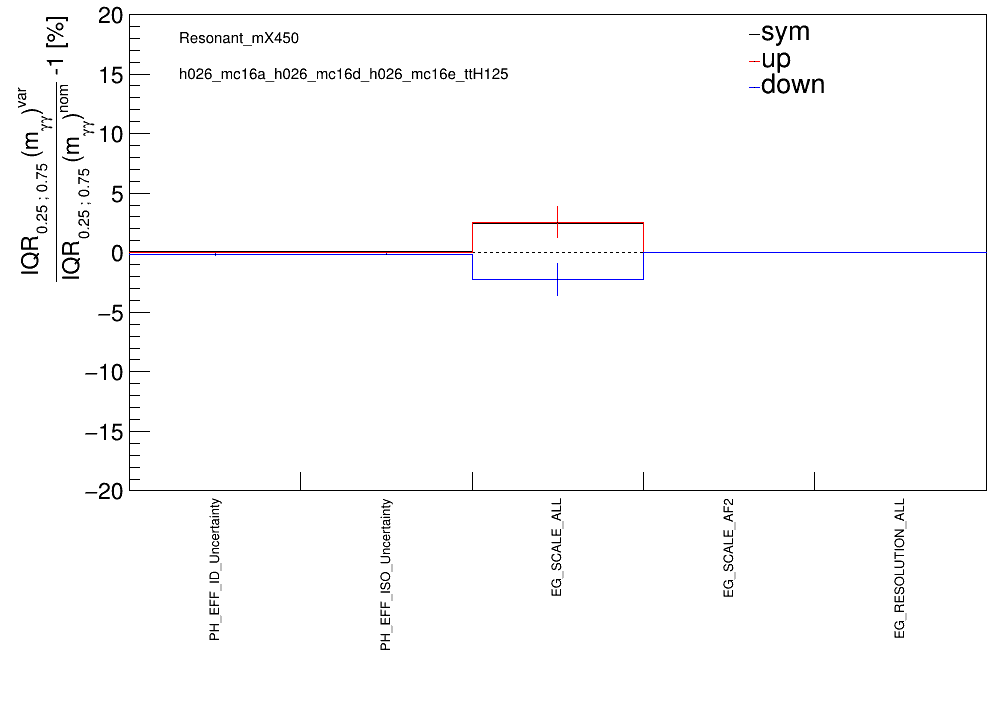 IQR0.25 ; 0.75 (mγγ)var
IQR0.25 ; 0.75 (mγγ)nom
-1 [%]
20
15
10
5
0
−5
−10
−15
−20
Resonant_mX450
h026_mc16a_h026_mc16d_h026_mc16e_ttH125
sym
up
down
PH_EFF_ID_Uncertainty
PH_EFF_ISO_Uncertainty
EG_SCALE_ALL
EG_SCALE_AF2
EG_RESOLUTION_ALL